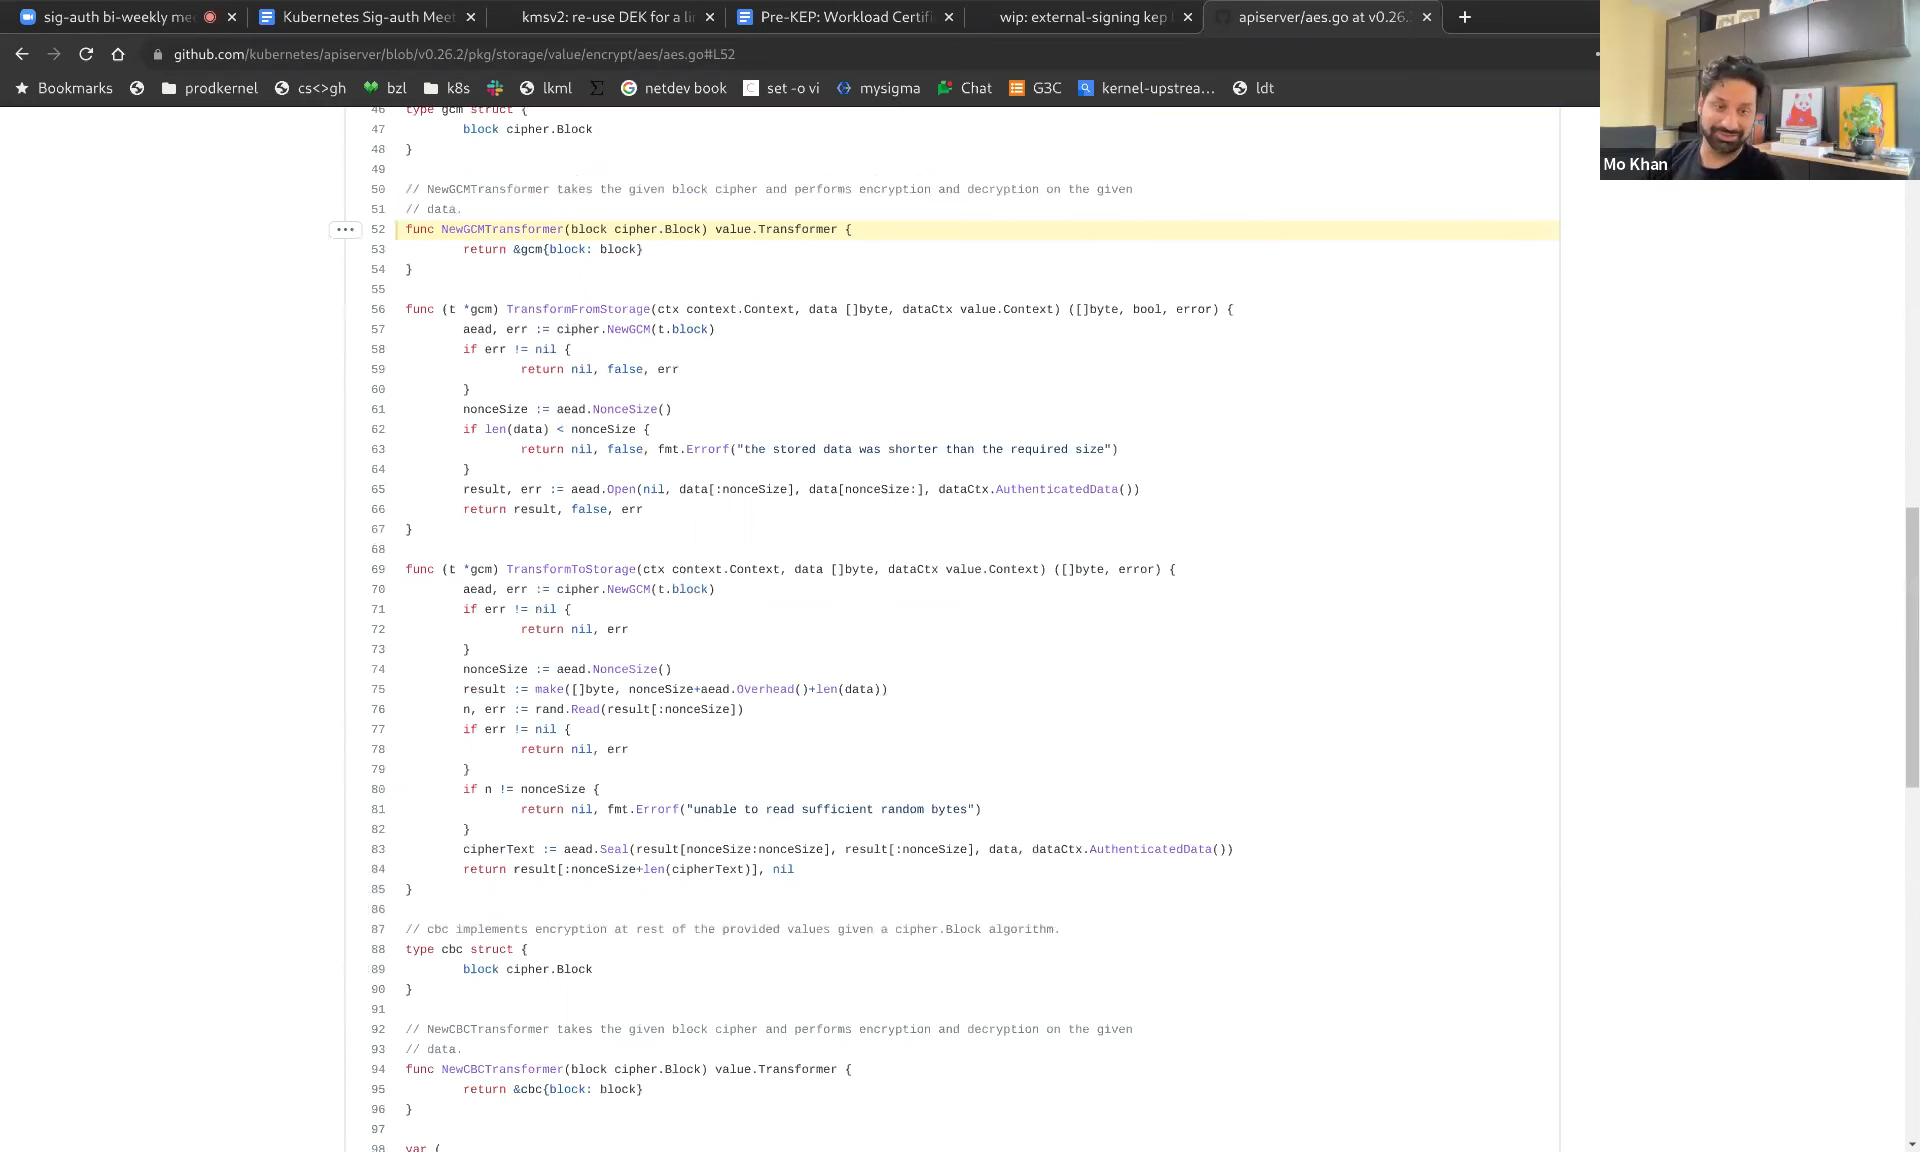 sig-auth bi-weekly me
Kubernetes Sig-auth Meet
kmsv2: re-use DEK for a li
Pre-KEP: Workload Certifi
wip: external-signing kep
apiserver/aes.go at v0.26.
github.com/kubernetes/apiserver/blob/v0.26.2/pkg/storage/value/encrypt/aes/aes.go#L52
Bookmarks prodkernel cs<>gh bzl k8s lkml netdev book set -o vi mysigma Chat G3C kernel-upstrea… ldt
Mo Khan
46 type gcm struct {
47 block cipher.Block
48 }
49
50 // NewGCMTransformer takes the given block cipher and performs encryption and decryption on the given
51 // data.
52 func NewGCMTransformer(block cipher.Block) value.Transformer {
53 return &gcm{block: block}
54 }
55
56 func (t *gcm) TransformFromStorage(ctx context.Context, data []byte, dataCtx value.Context) ([]byte, bool, error) {
57 aead, err := cipher.NewGCM(t.block)
58 if err != nil {
59 return nil, false, err
60 }
61 nonceSize := aead.NonceSize()
62 if len(data) < nonceSize {
63 return nil, false, fmt.Errorf("the stored data was shorter than the required size")
64 }
65 result, err := aead.Open(nil, data[:nonceSize], data[nonceSize:], dataCtx.AuthenticatedData())
66 return result, false, err
67 }
68
69 func (t *gcm) TransformToStorage(ctx context.Context, data []byte, dataCtx value.Context) ([]byte, error) {
70 aead, err := cipher.NewGCM(t.block)
71 if err != nil {
72 return nil, err
73 }
74 nonceSize := aead.NonceSize()
75 result := make([]byte, nonceSize+aead.Overhead()+len(data))
76 n, err := rand.Read(result[:nonceSize])
77 if err != nil {
78 return nil, err
79 }
80 if n != nonceSize {
81 return nil, fmt.Errorf("unable to read sufficient random bytes")
82 }
83 cipherText := aead.Seal(result[nonceSize:nonceSize], result[:nonceSize], data, dataCtx.AuthenticatedData())
84 return result[:nonceSize+len(cipherText)], nil
85 }
86
87 // cbc implements encryption at rest of the provided values given a cipher.Block algorithm.
88 type cbc struct {
89 block cipher.Block
90 }
91
92 // NewCBCTransformer takes the given block cipher and performs encryption and decryption on the given
93 // data.
94 func NewCBCTransformer(block cipher.Block) value.Transformer {
95 return &cbc{block: block}
96 }
97
98 var (